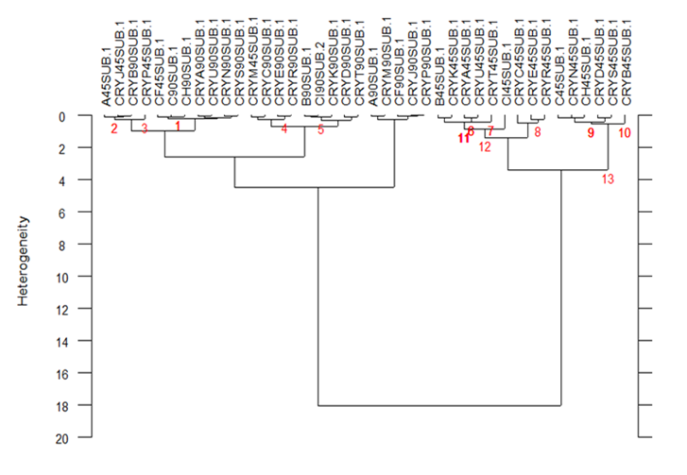 A45SUB.1
CRYJ45SUB.1
CRYB90SUB.1
CRYP45SUB.1
CF45SUB.1
C90SUB.1
CH90SUB.1
CRYA90SUB.1
CRYU90SUB.1
CRYN90SUB.1
CRYS90SUB.1
CRYM45SUB.1
CRYC90SUB.1
CRYE90SUB.1
CRYR90SUB.1
B90SUB.1
CI90SUB.2
CRYK90SUB.1
CRYD90SUB.1
CRYT90SUB.1
A90SUB.1
CRYM90SUB.1
CF90SUB.1
CRYJ90SUB.1
CRYP90SUB.1
B45SUB.1
CRYK45SUB.1
CRYA45SUB.1
CRYU45SUB.1
CRYT45SUB.1
CI45SUB.1
CRYC45SUB.1
CRYE45SUB.1
CRYR45SUB.1
C45SUB.1
CRYN45SUB.1
CH45SUB.1
CRYD45SUB.1
CRYS45SUB.1
CRYB45SUB.1
Heterogeneity
0
2
4
6
8
10
12
14
16
18
20
2
3
1
4
5
11
6
7
12
8
9
10
13